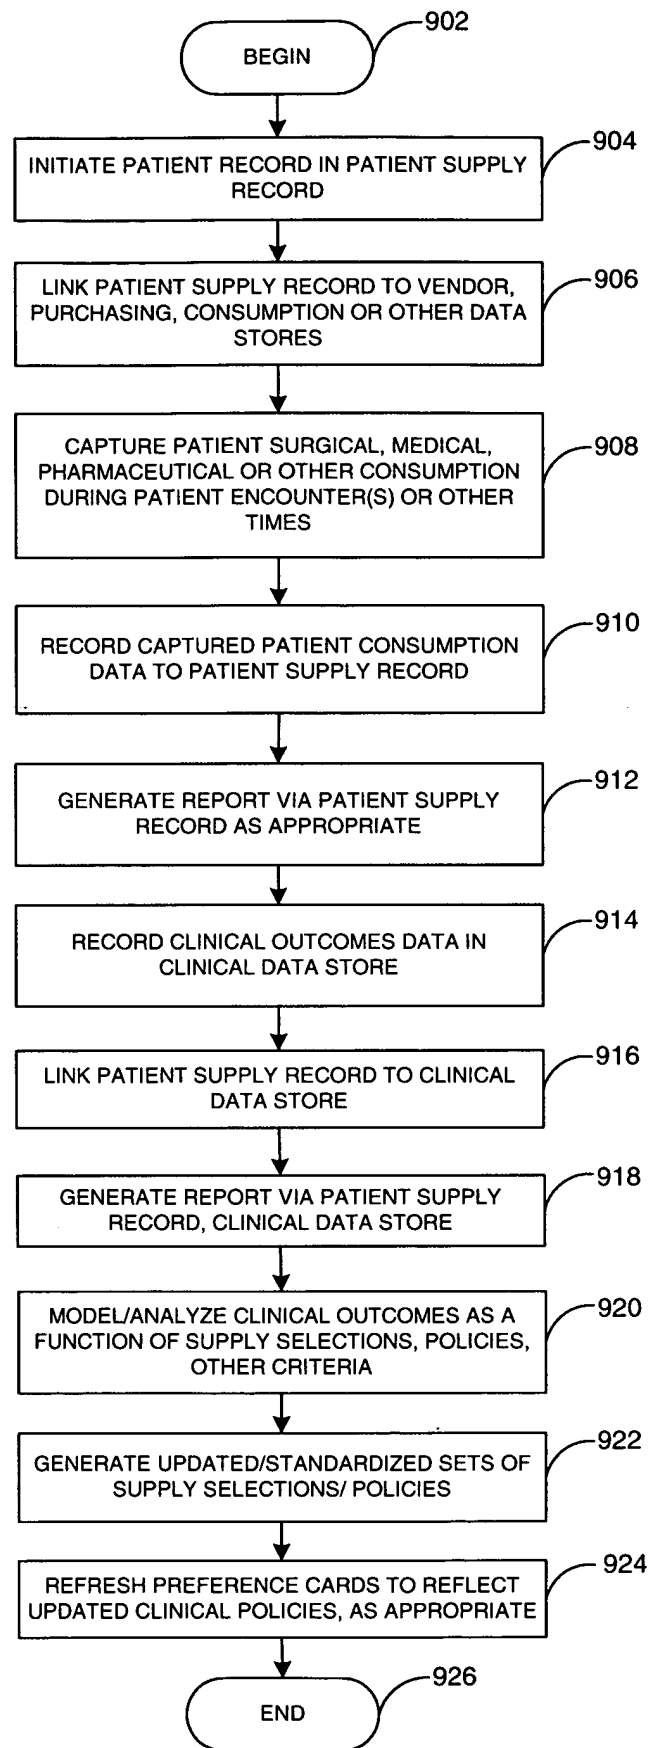 902
BEGIN
904
INITIATE PATIENT RECORD IN PATIENT SUPPLY
RECORD
906
LINK PATIENT SUPPLY RECORD TO VENDOR,
PURCHASING, CONSUMPTION OR OTHER DATA
STORES
908
CAPTURE PATIENT SURGICAL, MEDICAL,
PHARMACEUTICAL OR OTHER CONSUMPTION
DURING PATIENT ENCOUNTER(S) OR OTHER
TIMES
910
RECORD CAPTURED PATIENT CONSUMPTION
DATA TO PATIENT SUPPLY RECORD
912
GENERATE REPORT VIA PATIENT SUPPLY
RECORD AS APPROPRIATE
914
RECORD CLINICAL OUTCOMES DATA IN
CLINICAL DATA STORE
916
LINK PATIENT SUPPLY RECORD TO CLINICAL
DATA STORE
918
GENERATE REPORT VIA PATIENT SUPPLY
RECORD, CLINICAL DATA STORE
920
MODEL/ANALYZE CLINICAL OUTCOMES AS A
FUNCTION OF SUPPLY SELECTIONS, POLICIES,
OTHER CRITERIA
922
GENERATE UPDATED/STANDARDIZED SETS OF
SUPPLY SELECTIONS/ POLICIES
924
REFRESH PREFERENCE CARDS TO REFLECT
UPDATED CLINICAL POLICIES, AS APPROPRIATE
926
END